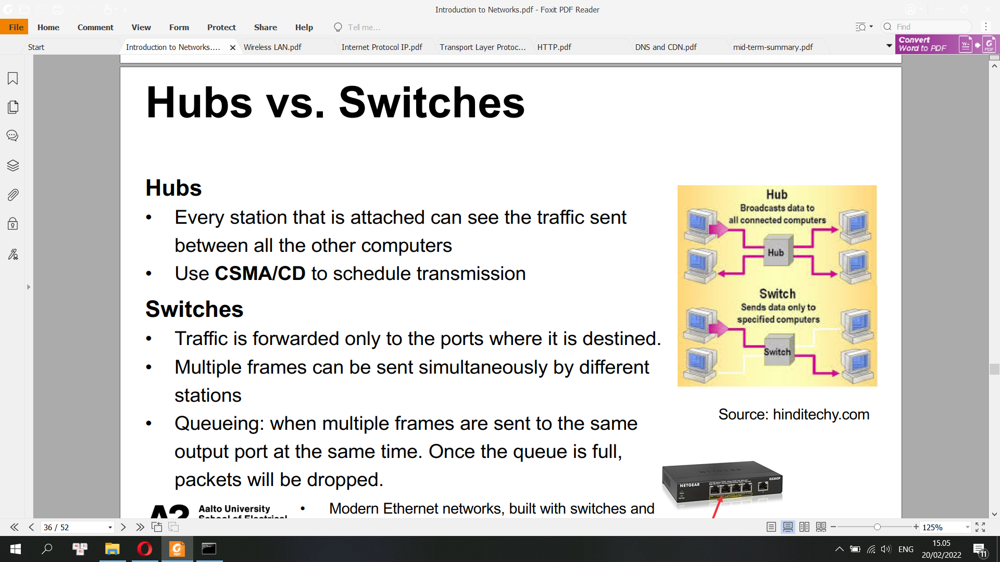 Introduction to Networks.pdf - Foxit PDF Reader
File Home Comment View Form Protect Share Help Tell me... Find
Start Introduction to Networks.... Wireless LAN.pdf Internet Protocol IP.pdf Transport Layer Protoc... HTTP.pdf DNS and CDN.pdf mid-term-summary.pdf
Convert
Word to PDF
Hubs vs. Switches
Hubs
• Every station that is attached can see the traffic sent
between all the other computers
• Use CSMA/CD to schedule transmission
Switches
• Traffic is forwarded only to the ports where it is destined.
• Multiple frames can be sent simultaneously by different
stations
• Queueing: when multiple frames are sent to the same
output port at the same time. Once the queue is full,
packets will be dropped.
Hub
Broadcasts data to
all connected computers
Hub
Switch
Sends data only to
specified computers
Switch
Source: hinditechy.com
NETGEAR
GS305P
Aalto University
School of Electrical
• Modern Ethernet networks, built with switches and
36 / 52
125%
ENG
15.05
20/02/2022
11